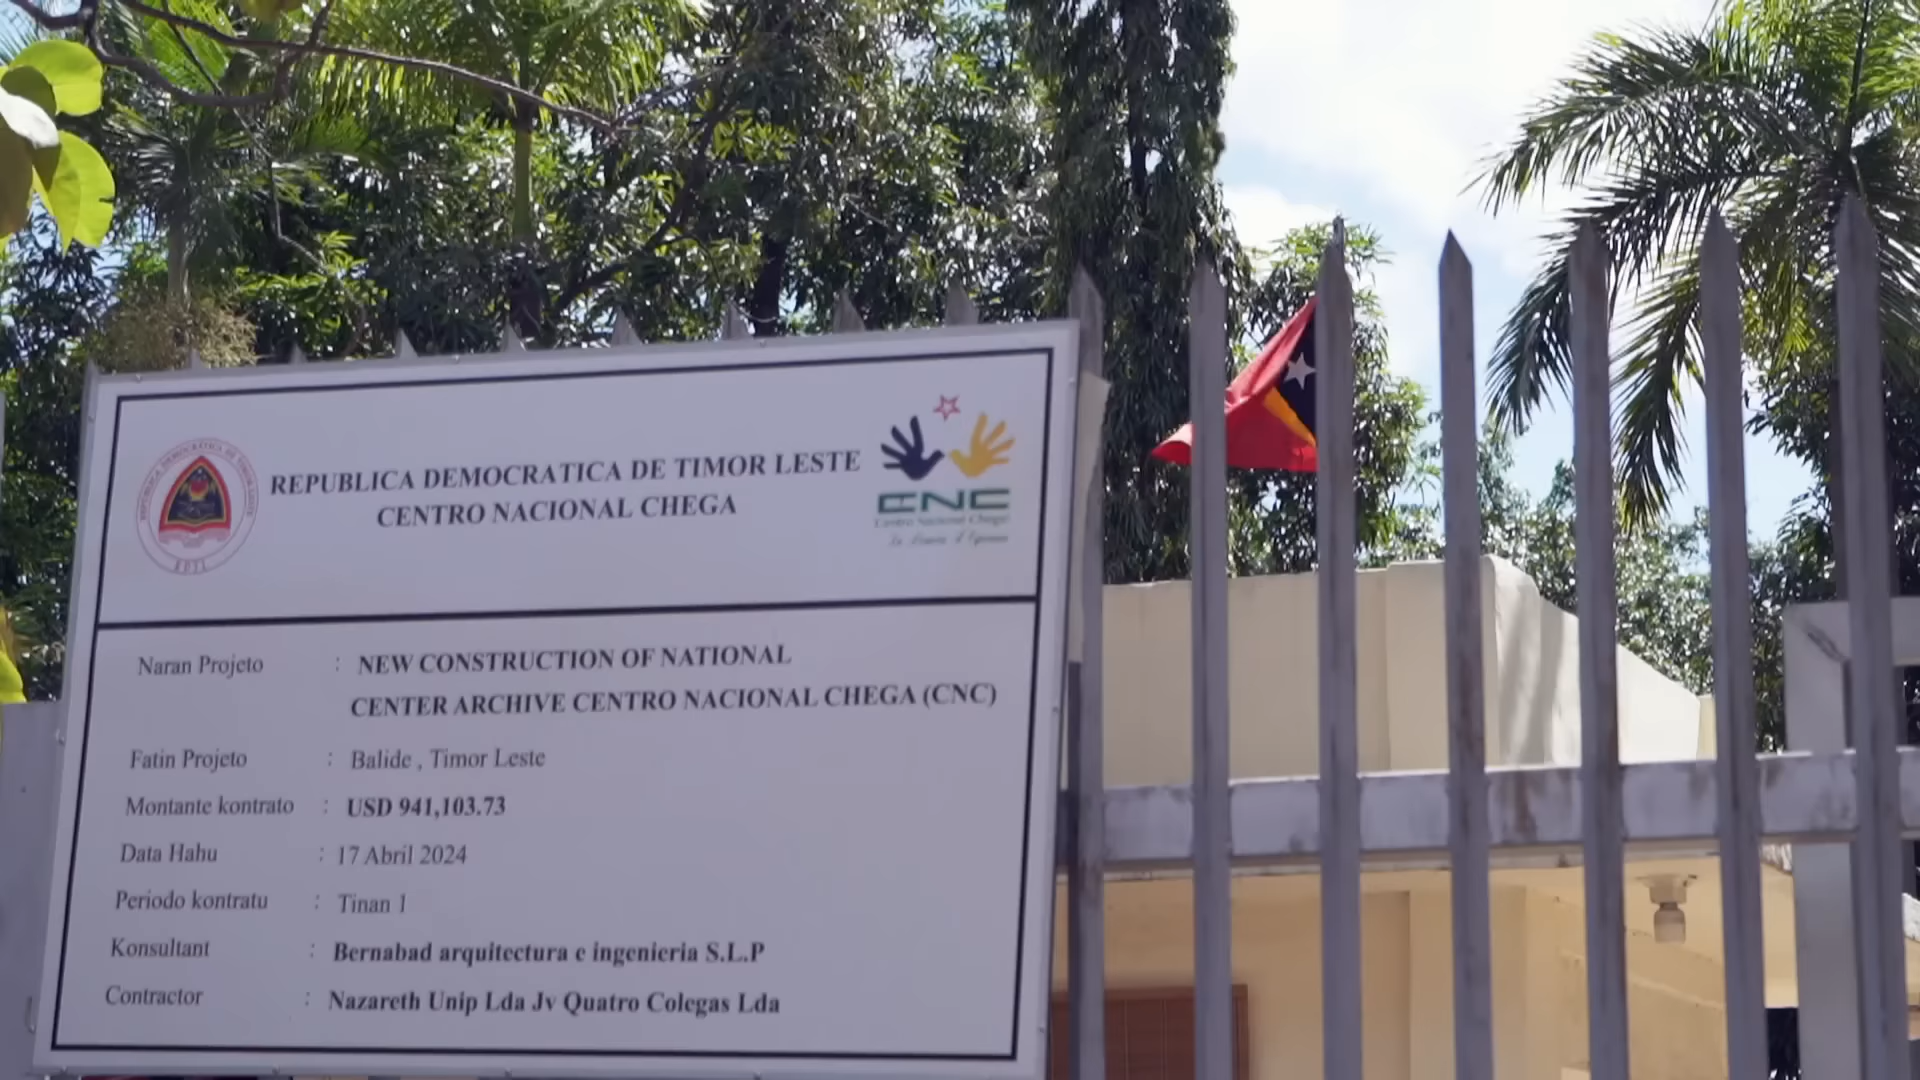 REPUBLICA DEMOCRATICA DE TIMOR LESTE
CENTRO NACIONAL CHEGA
CNC
Centro Nacional Chega!
RDTL
Naran Projeto : NEW CONSTRUCTION OF NATIONAL
CENTER ARCHIVE CENTRO NACIONAL CHEGA (CNC)
Fatin Projeto : Balide , Timor Leste
Montante kontrato : USD 941,103.73
Data Hahu : 17 Abril 2024
Periodo kontratu : Tinan 1
Konsultant : Bernabad arquitectura e ingenieria S.L.P
Contractor : Nazareth Unip Lda Jv Quatro Colegas Lda